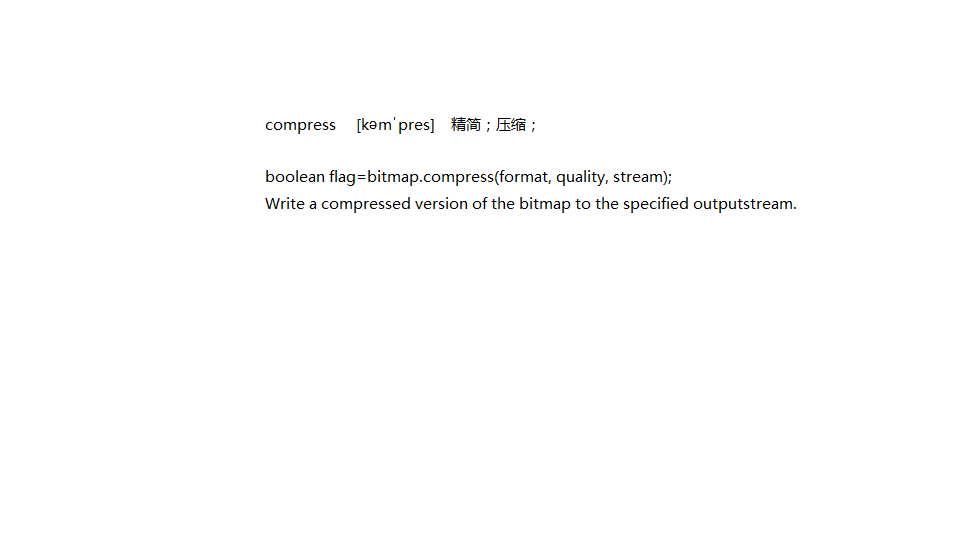 compress [kəmˈpres] 精简；压缩；
boolean flag=bitmap.compress(format, quality, stream);
Write a compressed version of the bitmap to the specified outputstream.